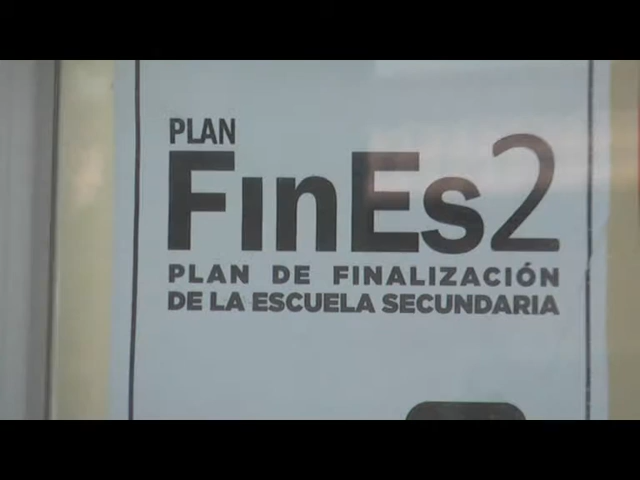 PLAN
FinEs2
PLAN DE FINALIZACIÓN
DE LA ESCUELA SECUNDARIA